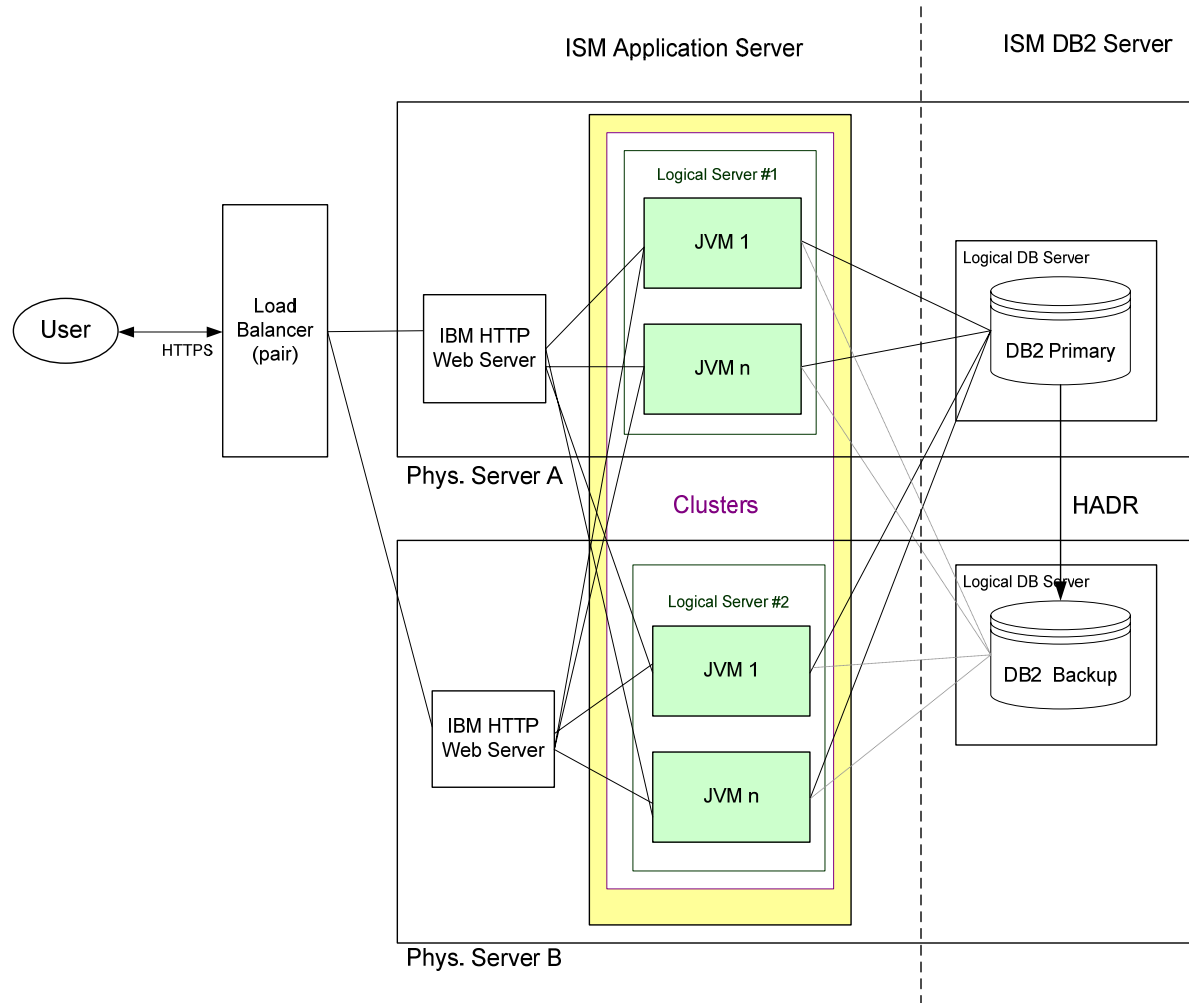 ISM Application Server
ISM DB2 Server
Logical Server #1
JVM 1
JVM n
Logical DB Server
DB2 Primary
Load
Balancer
(pair)
User
HTTPS
IBM HTTP
Web Server
Phys. Server A
Clusters
HADR
Logical Server #2
JVM 1
JVM n
Logical DB Server
DB2 Backup
IBM HTTP
Web Server
Phys. Server B